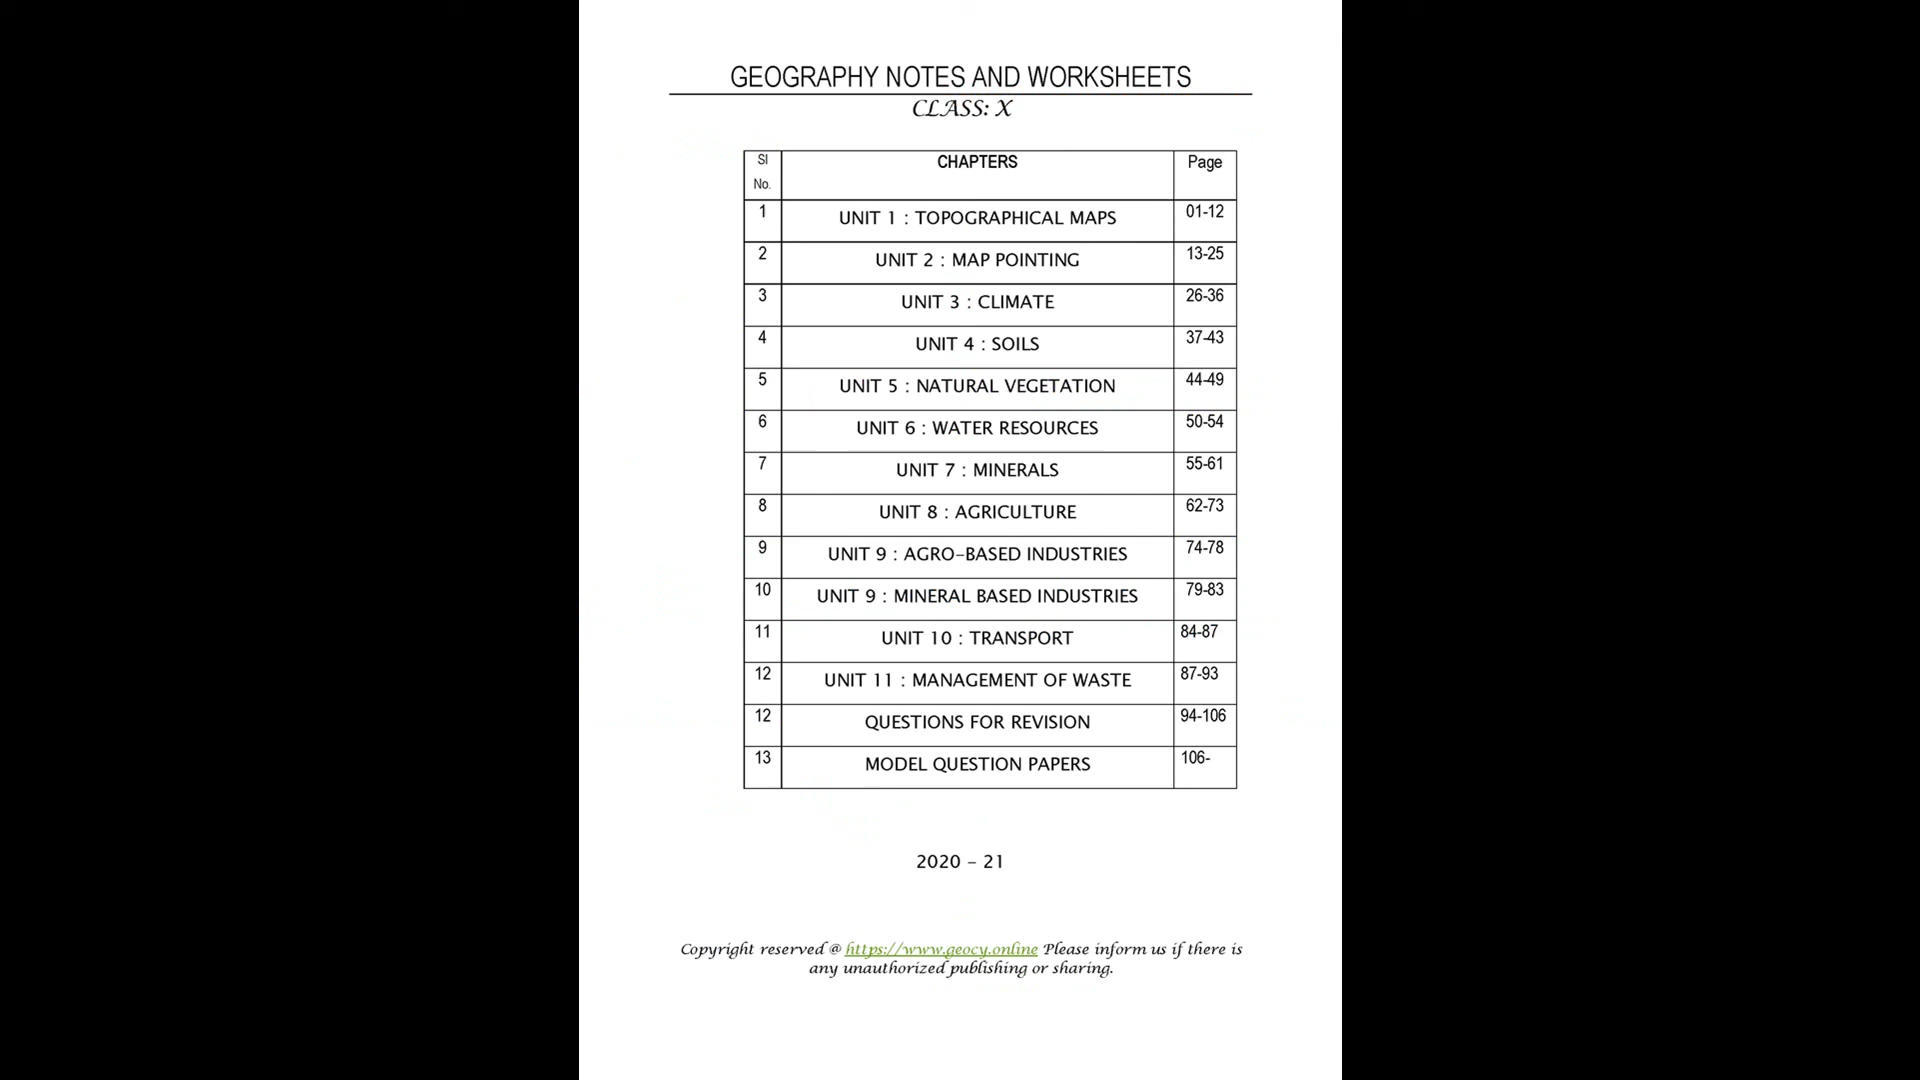 GEOGRAPHY NOTES AND WORKSHEETS
CLASS: X
Sl No. CHAPTERS Page
1 UNIT 1 : TOPOGRAPHICAL MAPS 01-12
2 UNIT 2 : MAP POINTING 13-25
3 UNIT 3 : CLIMATE 26-36
4 UNIT 4 : SOILS 37-43
5 UNIT 5 : NATURAL VEGETATION 44-49
6 UNIT 6 : WATER RESOURCES 50-54
7 UNIT 7 : MINERALS 55-61
8 UNIT 8 : AGRICULTURE 62-73
9 UNIT 9 : AGRO-BASED INDUSTRIES 74-78
10 UNIT 9 : MINERAL BASED INDUSTRIES 79-83
11 UNIT 10 : TRANSPORT 84-87
12 UNIT 11 : MANAGEMENT OF WASTE 87-93
12 QUESTIONS FOR REVISION 94-106
13 MODEL QUESTION PAPERS 106-
2020 - 21
Copyright reserved @ https://www.geocy.online Please inform us if there is
any unauthorized publishing or sharing.